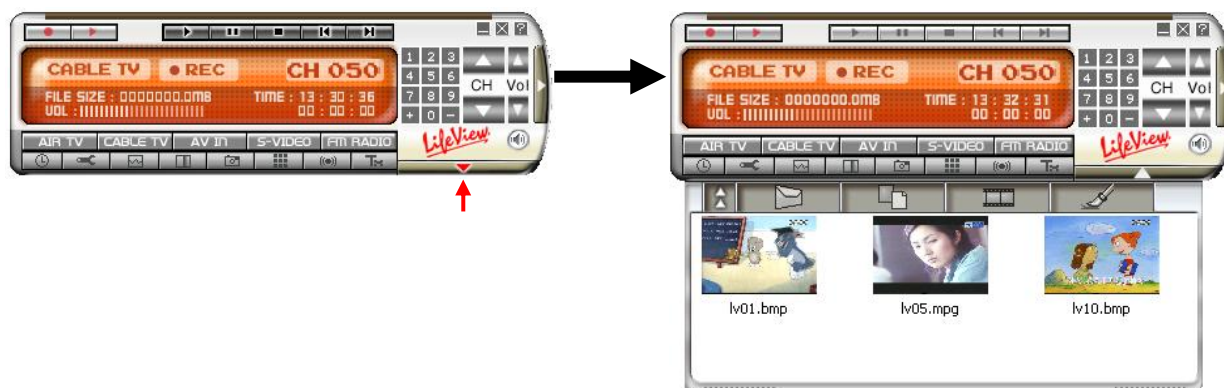 CABLE TV ● REC CH 050
FILE SIZE : 0000000.0MB TIME : 13 : 30 : 36
VOL : 00 : 00 : 00
1 2 3
4 5 6
7 8 9
+ 0 -
CH Vol
AIR TV CABLE TV AV IN S-VIDEO FM RADIO
LifeView
CABLE TV ● REC CH 050
FILE SIZE : 0000000.0MB TIME : 13 : 32 : 31
VOL : 00 : 00 : 00
1 2 3
4 5 6
7 8 9
+ 0 -
CH Vol
AIR TV CABLE TV AV IN S-VIDEO FM RADIO
LifeView
lv01.bmp lv05.mpg lv10.bmp